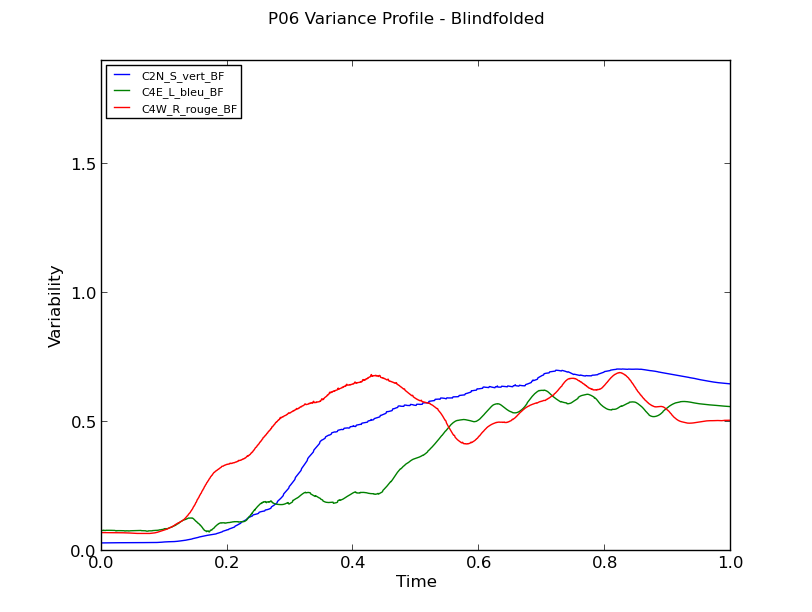 P06 Variance Profile - Blindfolded
C2N_S_vert_BF
C4E_L_bleu_BF
C4W_R_rouge_BF
1.5
1.0
0.5
0.0
Variability
0.0 0.2 0.4 0.6 0.8 1.0
Time